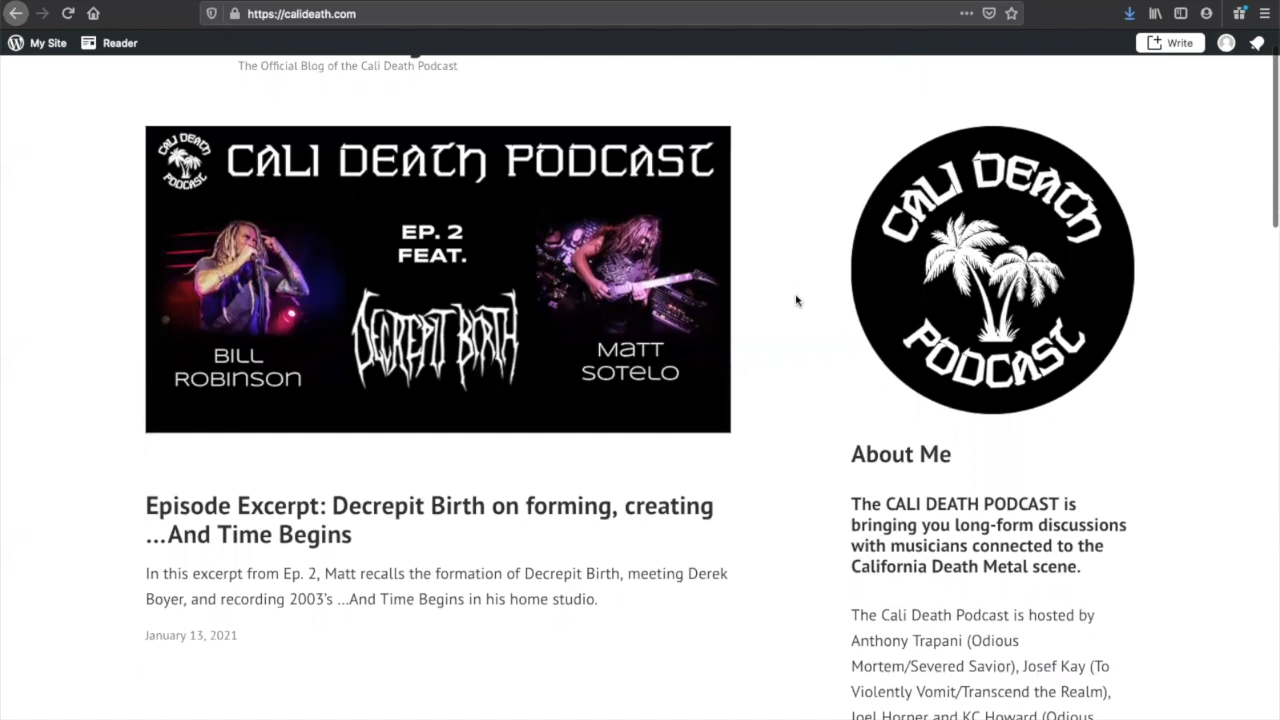 https://calideath.com
My Site
Reader
Write
The Official Blog of the Cali Death Podcast
CALI DEATH PODCAST
CALI DEATH PODCAST
EP. 2
FEAT.
DECREPIT BIRTH
BILL
ROBINSON
MATT
SOTELO
Episode Excerpt: Decrepit Birth on forming, creating
…And Time Begins
In this excerpt from Ep. 2, Matt recalls the formation of Decrepit Birth, meeting Derek
Boyer, and recording 2003's …And Time Begins in his home studio.
January 13, 2021
CALI DEATH
PODCAST
About Me
The CALI DEATH PODCAST is
bringing you long-form discussions
with musicians connected to the
California Death Metal scene.
The Cali Death Podcast is hosted by
Anthony Trapani (Odious
Mortem/Severed Savior), Josef Kay (To
Violently Vomit/Transcend the Realm),
Joel Horner and KC Howard (Odious